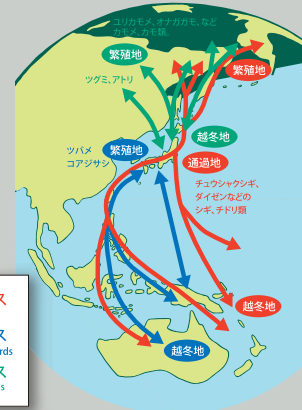 ユリカモメ、オナガガモ、など
カモメ、カモ類。
繁殖地
繁殖地
ツグミ、アトリ
越冬地
ツバメ
コアジサシ
繁殖地
通過地
チュウシャクシギ、
ダイゼンなどの
シギ、チドリ類
越冬地
越冬地
ス
ス
rds
ス
s